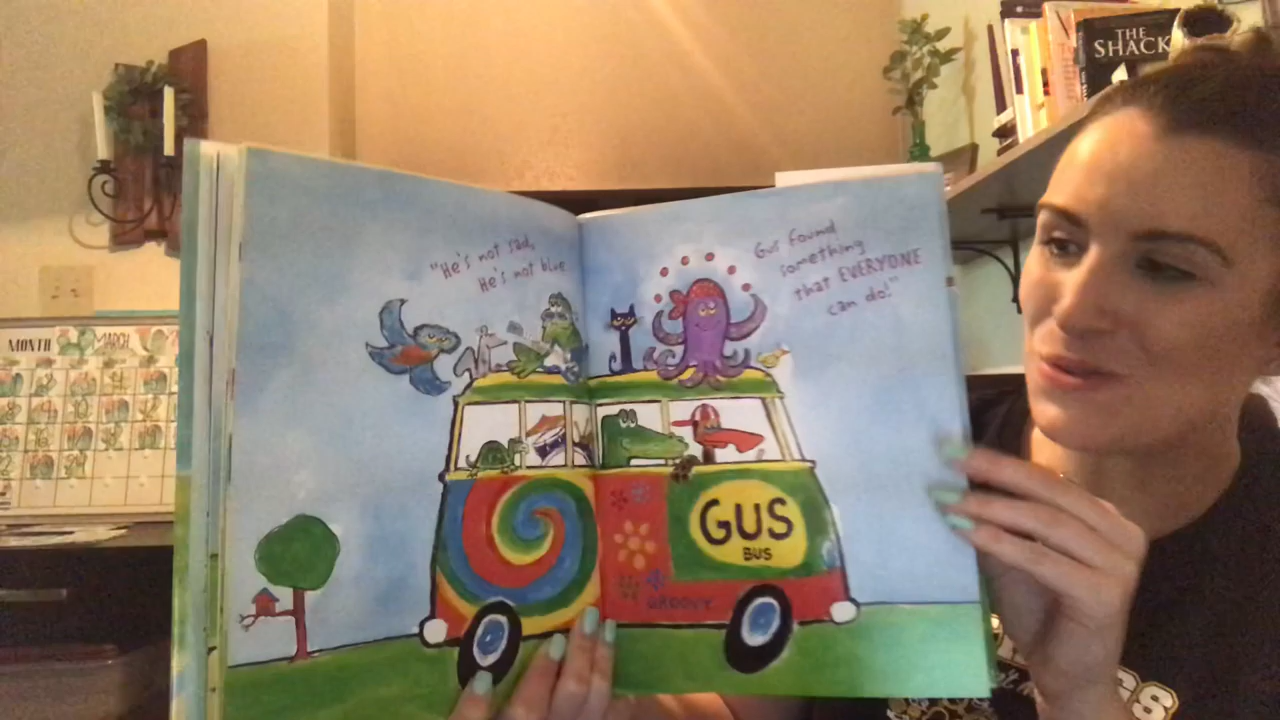 "He's not sad,
He's not blue
Gus found
something
that EVERYONE
can do!"
GUS
BUS
GROOVY
THE
SHACK
MONTH
MARCH